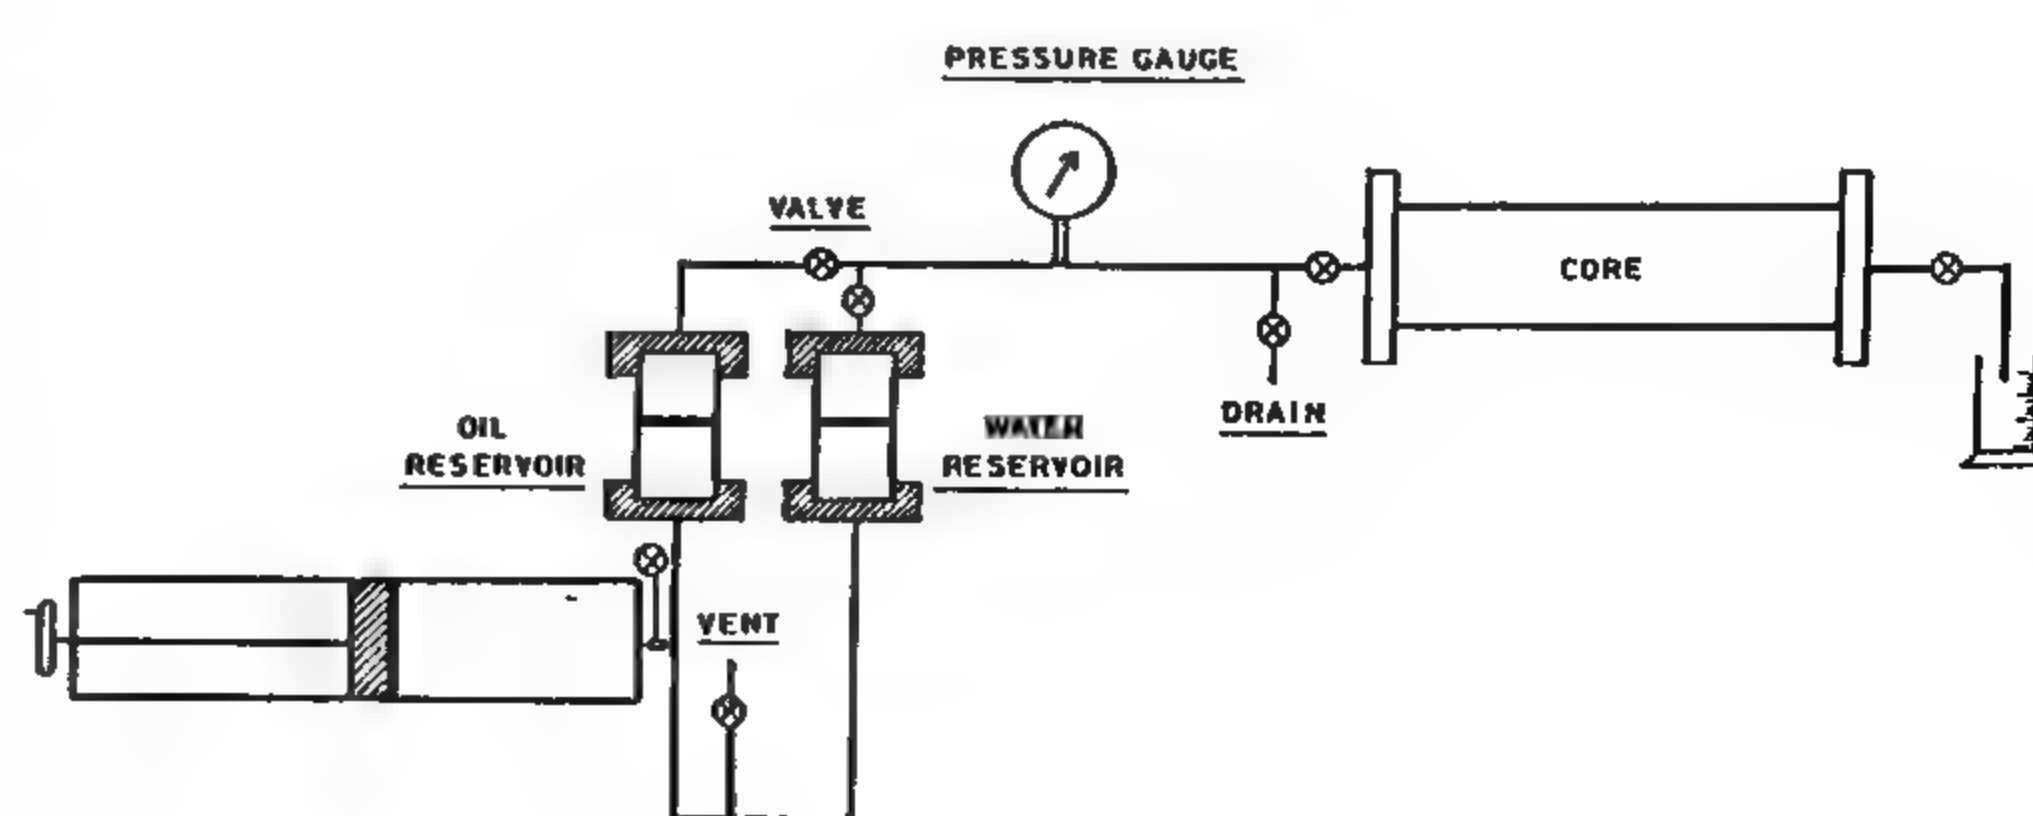 PRESSURE GAUGE
VALVE
CORE
OIL
RESERVOIR
WATER
RESERVOIR
DRAIN
VENT